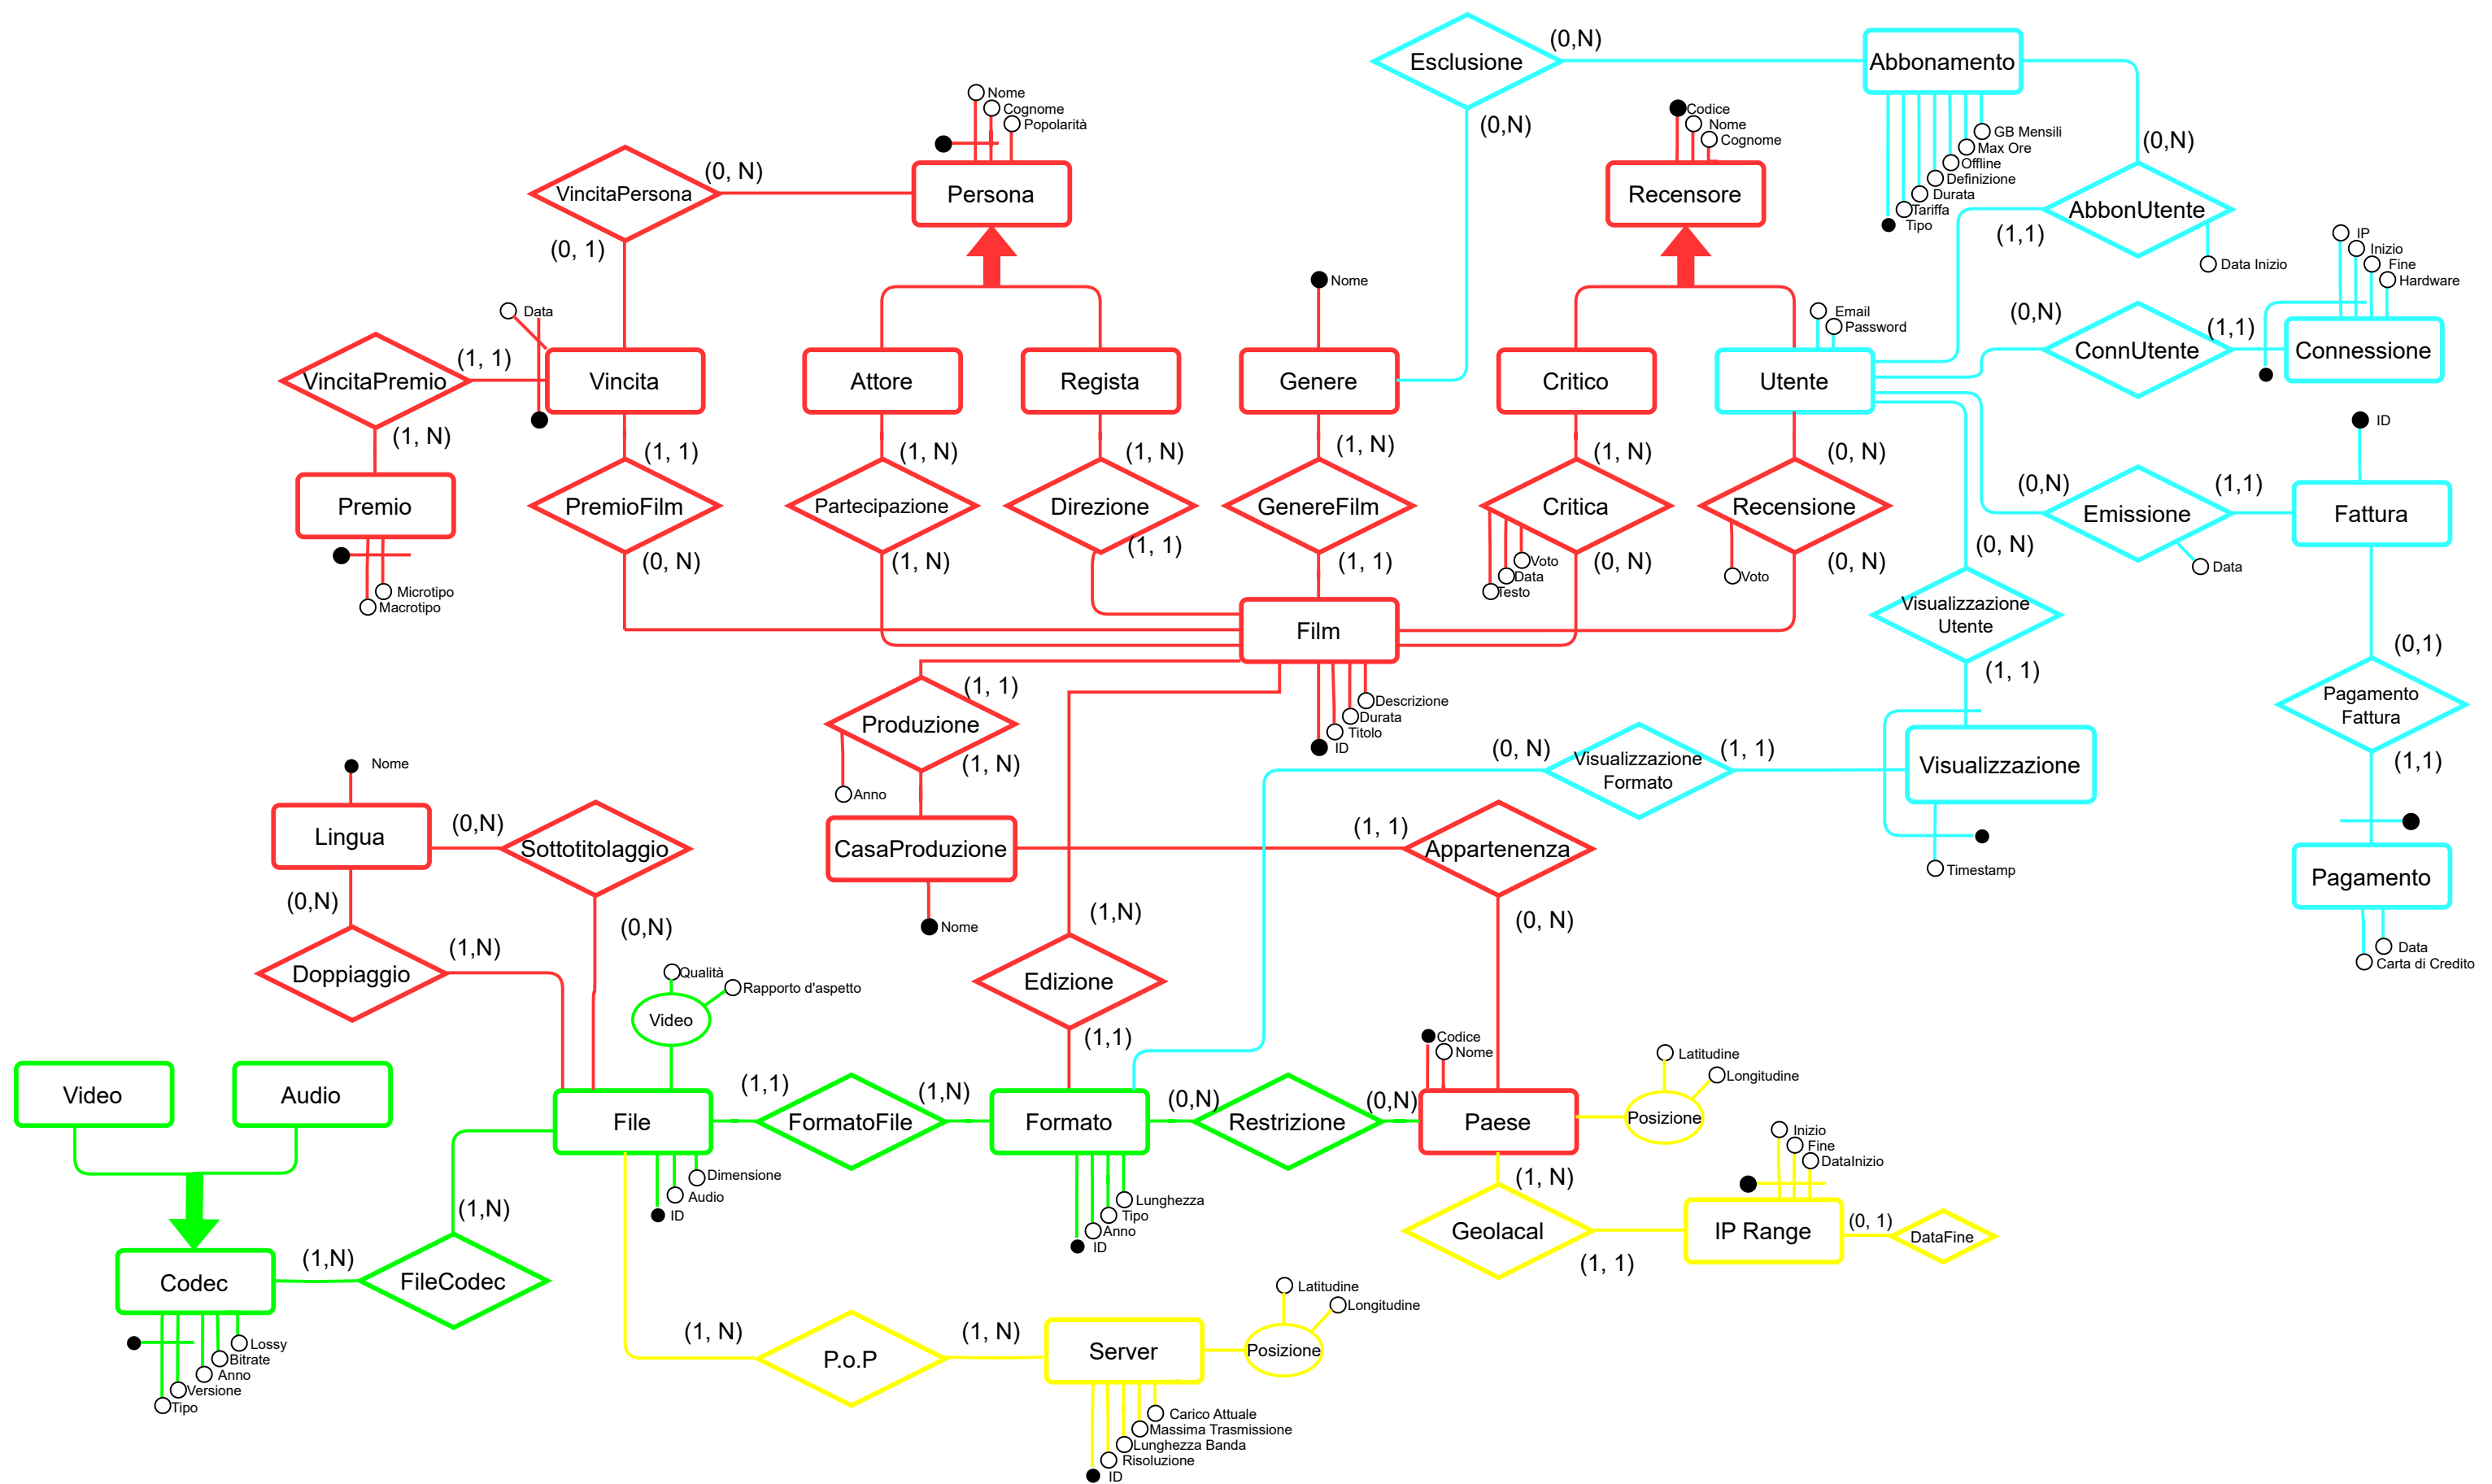 Esclusione
(0,N)
Abbonamento
(0,N)
GB Mensili
Max Ore
Offline
Definizione
Durata
Tariffa
Tipo
(0,N)
AbbonUtente
(1,1)
Data Inizio
Nome
Cognome
Popolarità
Persona
(0, N)
VincitaPersona
(0, 1)
Codice
Nome
Cognome
Recensore
IP
Inizio
Fine
Hardware
Data
Nome
Email
Password
(0,N)
ConnUtente
(1,1)
Connessione
VincitaPremio
(1, 1)
Vincita
Attore
Regista
Genere
Critico
Utente
(1, N)
(1, 1)
(1, N)
(1, N)
(1, N)
(1, N)
(0, N)
ID
Premio
PremioFilm
Partecipazione
Direzione
GenereFilm
Critica
Recensione
(0,N)
Emissione
(1,1)
Fattura
Data
Microtipo
Macrotipo
(0, N)
(1, N)
(1, 1)
(1, 1)
Voto
Data
Testo
(0, N)
Voto
(0, N)
(0, N)
Visualizzazione
Utente
(1, 1)
Film
Descrizione
Durata
Titolo
ID
(0,1)
Pagamento
Fattura
(1,1)
(1, 1)
Produzione
(1, N)
Anno
(0, N)
Visualizzazione
Formato
(1, 1)
Visualizzazione
Timestamp
Nome
Lingua
(0,N)
Sottotitolaggio
CasaProduzione
Nome
(1, 1)
Appartenenza
(0, N)
Pagamento
Data
Carta di Credito
(0,N)
(0,N)
(1,N)
Doppiaggio
(1,N)
Edizione
(1,1)
Qualità
Rapporto d'aspetto
Video
Codice
Nome
Latitudine
Longitudine
Posizione
Video
Audio
File
(1,1)
FormatoFile
(1,N)
Formato
(0,N)
Restrizione
(0,N)
Paese
Dimensione
Audio
ID
Lunghezza
Tipo
Anno
ID
(1, N)
Geolacal
(1, 1)
Inizio
Fine
DataInizio
IP Range
(0, 1)
DataFine
(1,N)
(1,N)
Codec
FileCodec
Lossy
Bitrate
Anno
Versione
Tipo
(1, N)
P.o.P
(1, N)
Server
Latitudine
Longitudine
Posizione
Carico Attuale
Massima Trasmissione
Lunghezza Banda
Risoluzione
ID